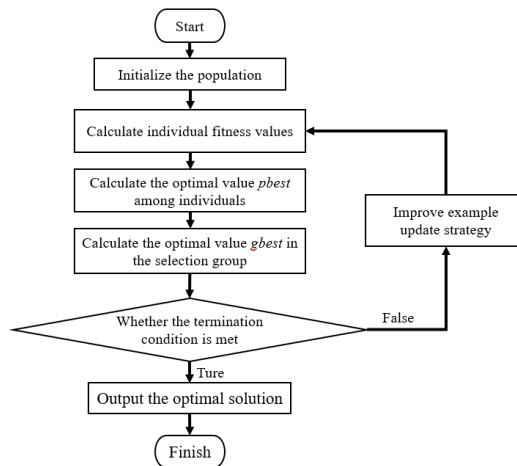 Start
Initialize the population
Calculate individual fitness values
Calculate the optimal value pbest
among individuals
Improve example
update strategy
Calculate the optimal value gbest in
the selection group
Whether the termination
condition is met
False
Ture
Output the optimal solution
Finish